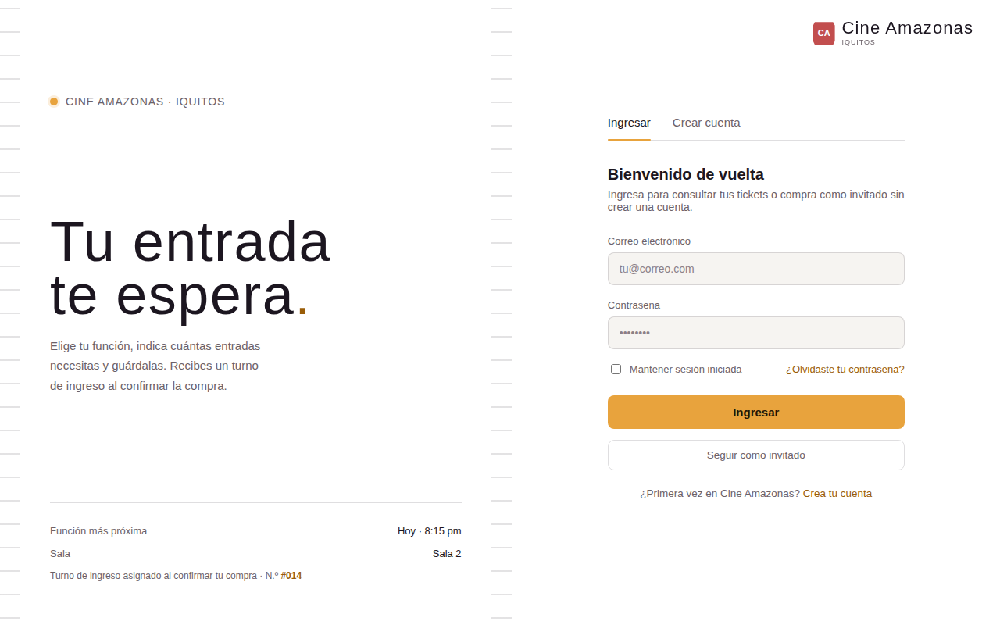 CINE AMAZONAS · IQUITOS
Tu entrada
te espera.
Elige tu función, indica cuántas entradas
necesitas y guárdalas. Recibes un turno
de ingreso al confirmar la compra.
Función más próxima
Hoy · 8:15 pm
Sala
Sala 2
Turno de ingreso asignado al confirmar tu compra · N.º #014
CA
Cine Amazonas
IQUITOS
Ingresar
Crear cuenta
Bienvenido de vuelta
Ingresa para consultar tus tickets o compra como invitado sin
crear una cuenta.
Correo electrónico
tu@correo.com
Contraseña
••••••••
Mantener sesión iniciada
¿Olvidaste tu contraseña?
Ingresar
Seguir como invitado
¿Primera vez en Cine Amazonas? Crea tu cuenta